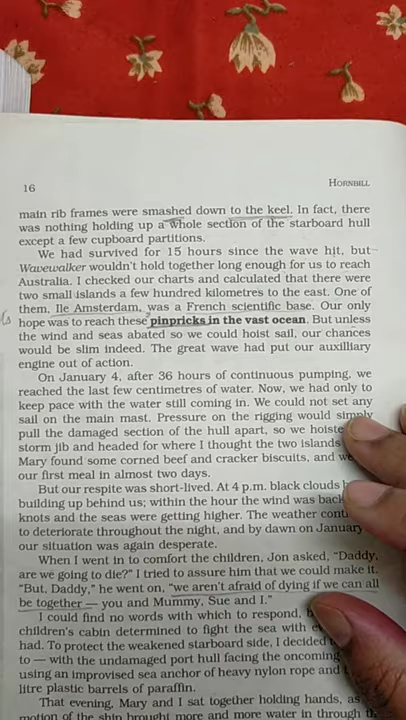 16
HORNBILL
main rib frames were smashed down to the keel. In fact, there
was nothing holding up a whole section of the starboard hull
except a few cupboard partitions.
We had survived for 15 hours since the wave hit, but
Wavewalker wouldn't hold together long enough for us to reach
Australia. I checked our charts and calculated that there were
two small islands a few hundred kilometres to the east. One of
them, Ile Amsterdam, was a French scientific base. Our only
hope was to reach these pinpricks in the vast ocean. But unless
the wind and seas abated so we could hoist sail, our chances
would be slim indeed. The great wave had put our auxilliary
engine out of action.
On January 4, after 36 hours of continuous pumping, we
reached the last few centimetres of water. Now, we had only to
keep pace with the water still coming in. We could not set any
sail on the main mast. Pressure on the rigging would simply
pull the damaged section of the hull apart, so we
storm jib and headed for where I thought the two islands
Mary found some corned beef and cracker biscuits, and
our first meal in almost two days.
But our respite was short-lived. At 4 p.m. black clouds
building up behind us; within the hour the wind was back
knots and the seas were getting higher. The weather
to deteriorate throughout the night, and by dawn on January
our situation was again desperate.
When I went in to comfort the children, Jon asked, "Daddy,
are we going to die?" I tried to assure him that we could make it.
"But, Daddy," he went on, "we aren't afraid of dying if we can all
be together — you and Mummy, Sue and I."
I could find no words with which to respond,
children's cabin determined to fight the sea with
had. To protect the weakened starboard side, I decided
to — with the undamaged port hull facing the oncoming
using an improvised sea anchor of heavy nylon rope and
litre plastic barrels of paraffin.
That evening, Mary and I sat together holding hands, as
motion of the ship brought more and more water in through